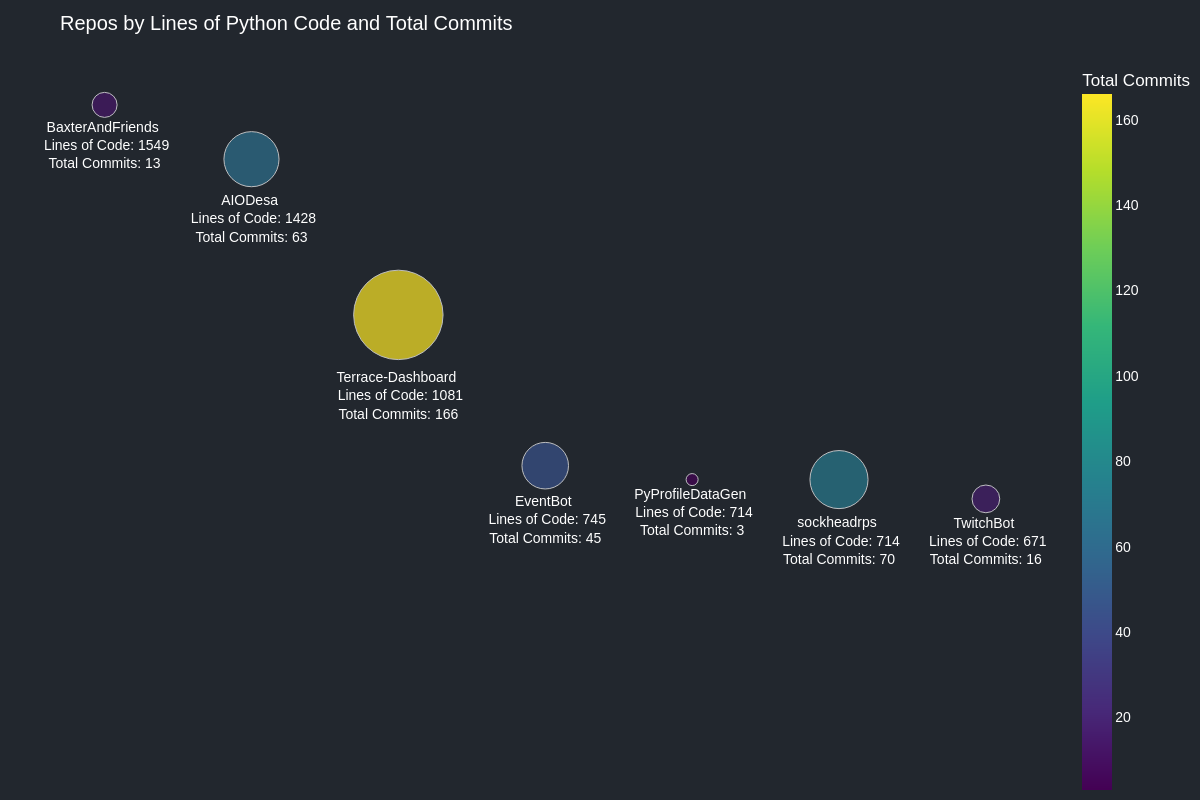 Repos by Lines of Python Code and Total Commits
BaxterAndFriends
Lines of Code: 1549
Total Commits: 13
AIODesa
Lines of Code: 1428
Total Commits: 63
Terrace-Dashboard
Lines of Code: 1081
Total Commits: 166
EventBot
Lines of Code: 745
Total Commits: 45
PyProfileDataGen
Lines of Code: 714
Total Commits: 3
sockheadrps
Lines of Code: 714
Total Commits: 70
TwitchBot
Lines of Code: 671
Total Commits: 16
Total Commits
160
140
120
100
80
60
40
20